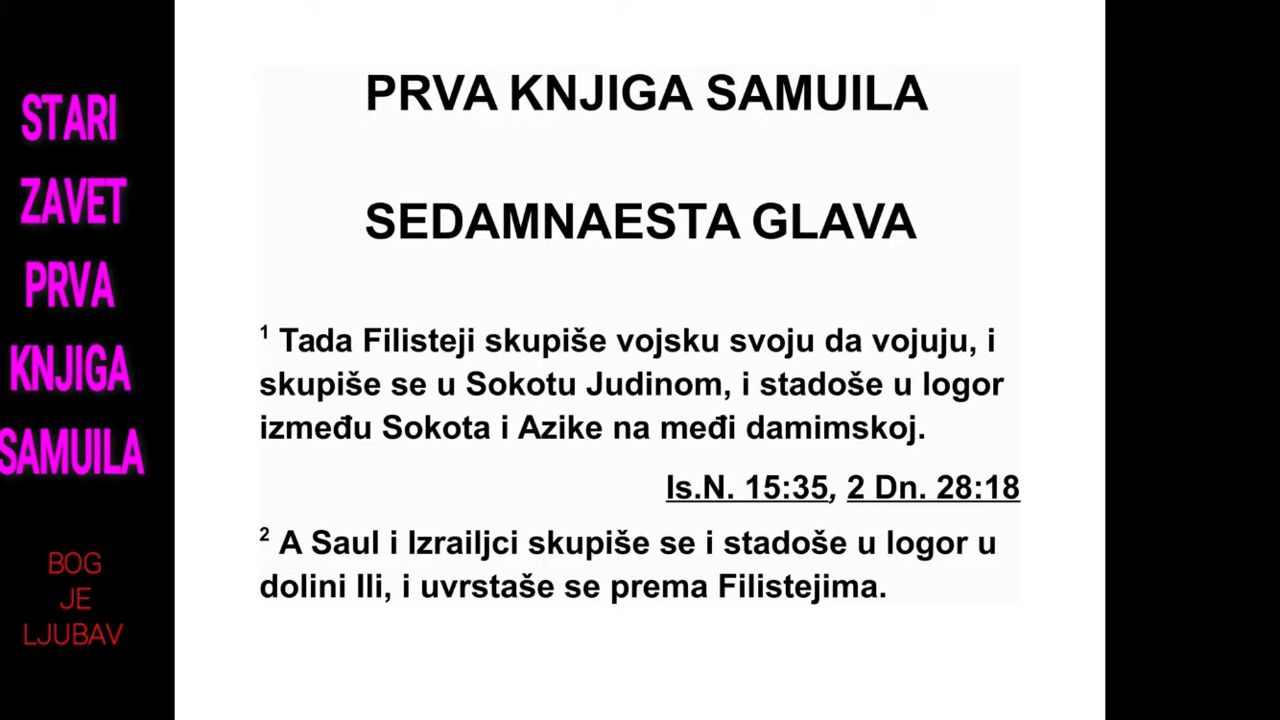 STARI
ZAVET
PRVA
KNJIGA
SAMUILA
BOG
JE
LJUBAV
PRVA KNJIGA SAMUILA
SEDAMNAESTA GLAVA
1 Tada Filisteji skupiše vojsku svoju da vojuju, i
skupiše se u Sokotu Judinom, i stadoše u logor
između Sokota i Azike na međi damimskoj.
Is.N. 15:35, 2 Dn. 28:18
2 A Saul i Izrailjci skupiše se i stadoše u logor u
dolini Ili, i uvrstaše se prema Filistejima.